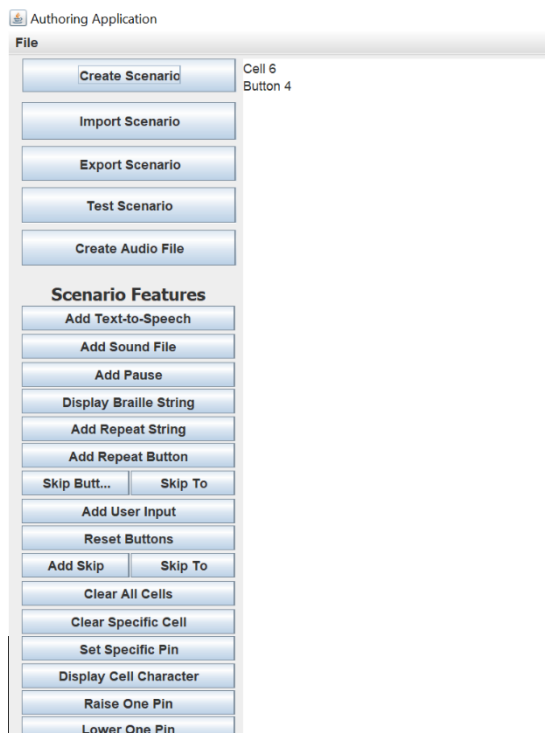 Authoring Application
File
Create Scenario
Cell 6
Button 4
Import Scenario
Export Scenario
Test Scenario
Create Audio File
Scenario Features
Add Text-to-Speech
Add Sound File
Add Pause
Display Braille String
Add Repeat String
Add Repeat Button
Skip Butt... Skip To
Add User Input
Reset Buttons
Add Skip Skip To
Clear All Cells
Clear Specific Cell
Set Specific Pin
Display Cell Character
Raise One Pin
Lower One Pin